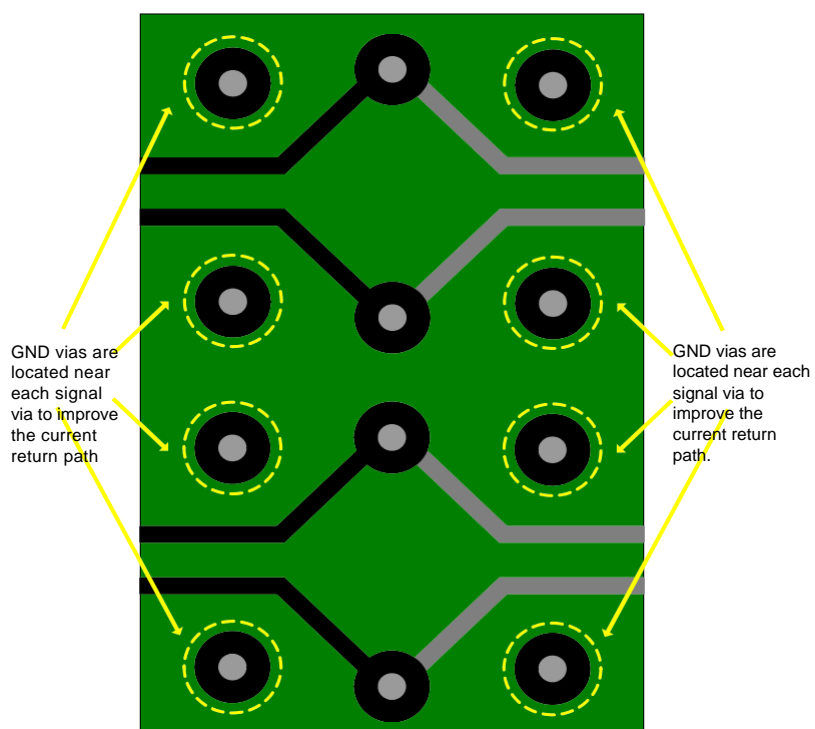 GND vias are
located near
each signal
via to improve
the current
return path
GND vias are
located near each
signal via to
improve the
current return
path.